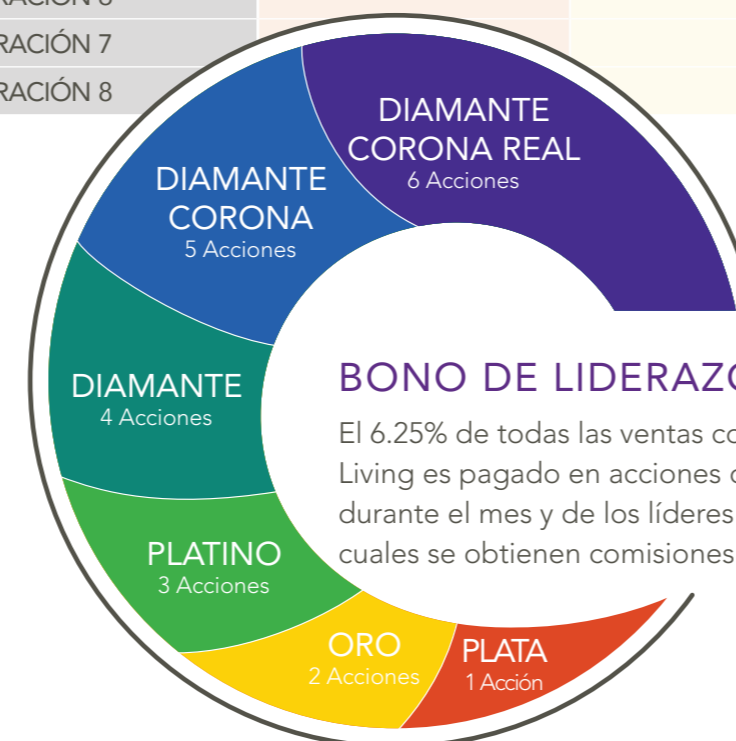 RACIÓN 7
RACIÓN 8
DIAMANTE
CORONA REAL
6 Acciones
DIAMANTE
CORONA
5 Acciones
DIAMANTE
4 Acciones
BONO DE LIDERAZGO
El 6.25% de todas las ventas
Living es pagado en acciones
durante el mes y de los líderes
cuales se obtienen comisiones
PLATINO
3 Acciones
ORO
2 Acciones
PLATA
1 Acción